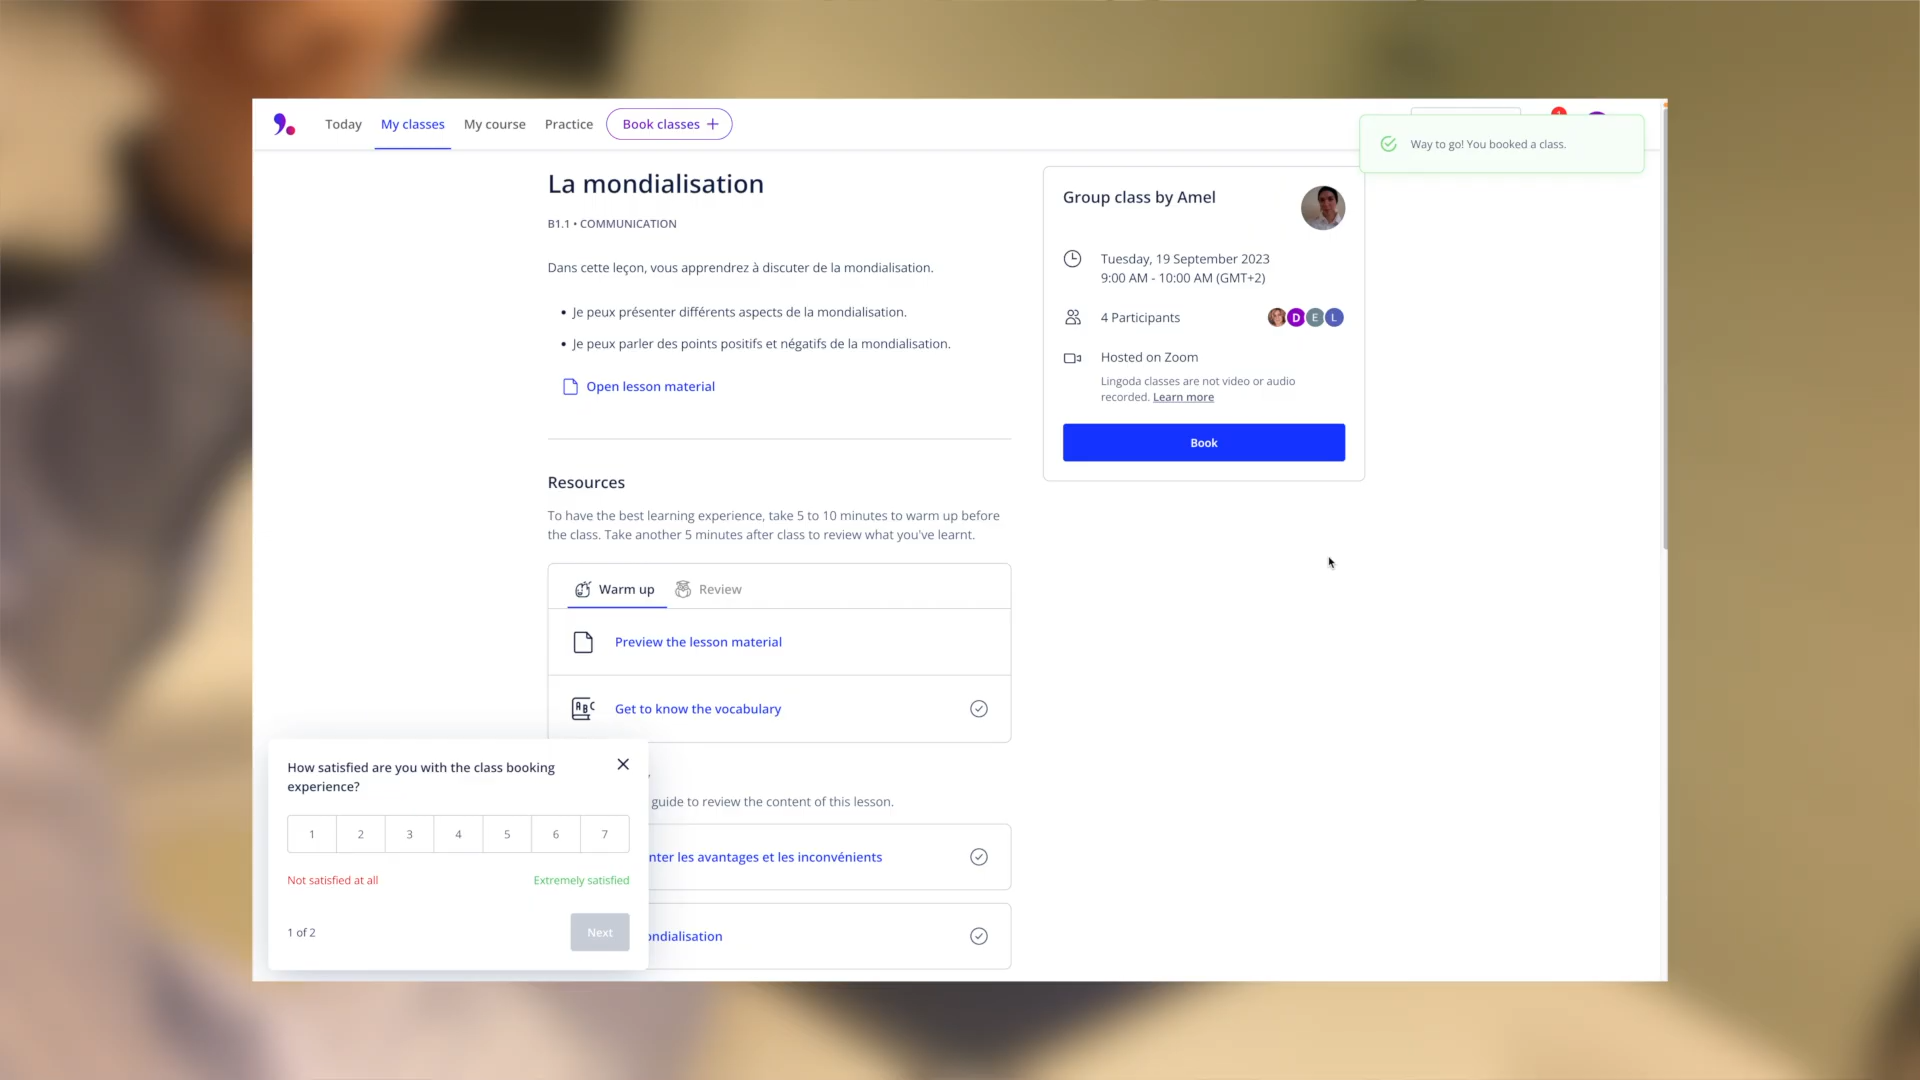 Today My classes My course Practice Book classes
Way to go! You booked a class.
La mondialisation
B1.1 • COMMUNICATION
Dans cette leçon, vous apprendrez à discuter de la mondialisation.
• Je peux présenter différents aspects de la mondialisation.
• Je peux parler des points positifs et négatifs de la mondialisation.
Open lesson material
Group class by Amel
Tuesday, 19 September 2023
9:00 AM - 10:00 AM (GMT+2)
4 Participants D E L
Hosted on Zoom
Lingoda classes are not video or audio
recorded. Learn more
Book
Resources
To have the best learning experience, take 5 to 10 minutes to warm up before
the class. Take another 5 minutes after class to review what you've learnt.
Warm up Review
Preview the lesson material
ABC Get to know the vocabulary
guide to review the content of this lesson.
nter les avantages et les inconvénients
ondialisation
How satisfied are you with the class booking
experience?
1 2 3 4 5 6 7
Not satisfied at all Extremely satisfied
1 of 2 Next